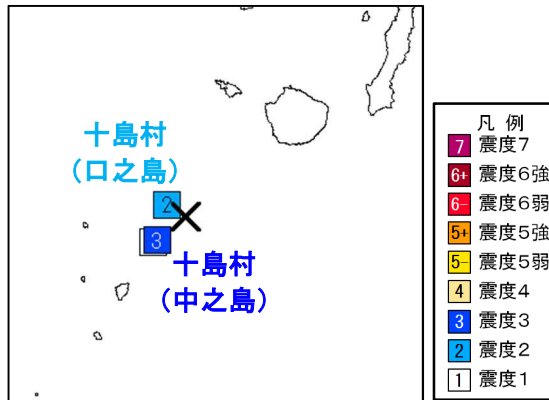 十島村
（口之島）
2
3
十島村
（中之島）
凡 例
7 震度7
6+ 震度6強
6- 震度6弱
5+ 震度5強
5- 震度5弱
4 震度4
3 震度3
2 震度2
1 震度1